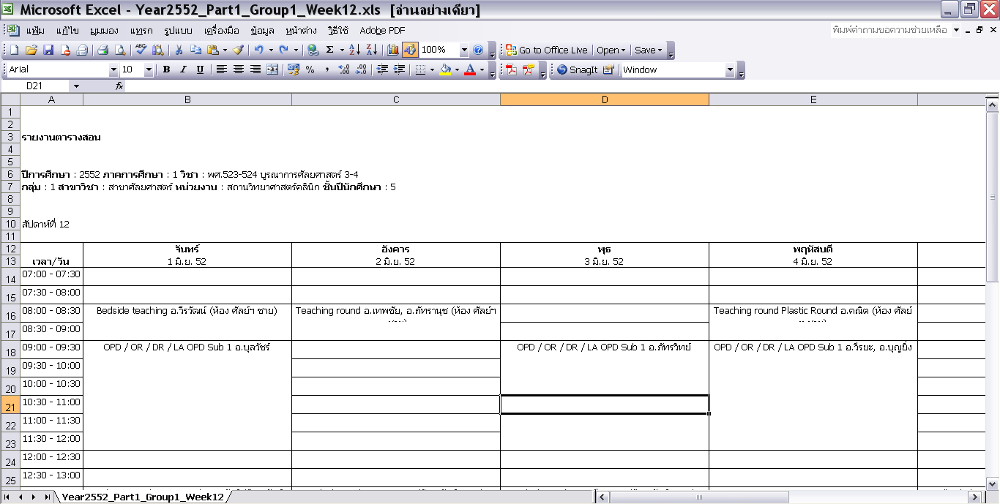 Microsoft Excel - Year2552_Part1_Group1_Week12.xls [อ่านอย่างเดียว]
แฟ้ม แก้ไข มุมมอง แทรก รูปแบบ เครื่องมือ ข้อมูล หน้าต่าง วิธีใช้ Adobe PDF พิมพ์คำถามขอความช่วยเหลือ
100% Go to Office Live Open Save
Arial 10 B I U % , SnagIt Window
D21 fx
A B C D E
1
2
3 รายงานตารางสอน
4
5
6 ปีการศึกษา : 2552 ภาคการศึกษา : 1 วิชา : พศ.523-524 บูรณาการศัลยศาสตร์ 3-4
7 กลุ่ม : 1 สาขาวิชา : สาขาศัลยศาสตร์ หน่วยงาน : สถานวิทยาศาสตร์คลินิก ชั้นปีนักศึกษา : 5
8
9
10 สัปดาห์ที่ 12
11
12 จันทร์ อังคาร พุธ พฤหัสบดี
13 เวลา/วัน 1 มิ.ย. 52 2 มิ.ย. 52 3 มิ.ย. 52 4 มิ.ย. 52
14 07:00 - 07:30
15 07:30 - 08:00
16 08:00 - 08:30 Bedside teaching อ.วีรวัฒน์ (ห้อง ศัลย์ฯ ชาย) Teaching round อ.เทพชัย, อ.ภัทรานุช (ห้อง ศัลย์ฯ Teaching round Plastic Round อ.คณิต (ห้อง ศัลย์
17 08:30 - 09:00
18 09:00 - 09:30 OPD / OR / DR / LA OPD Sub 1 อ.บุลวัชร์ OPD / OR / DR / LA OPD Sub 1 อ.ภัทรวิทย์ OPD / OR / DR / LA OPD Sub 1 อ.วีรยะ, อ.บุญยิ่ง
19 09:30 - 10:00
20 10:00 - 10:30
21 10:30 - 11:00
22 11:00 - 11:30
23 11:30 - 12:00
24 12:00 - 12:30
25 12:30 - 13:00
Year2552_Part1_Group1_Week12